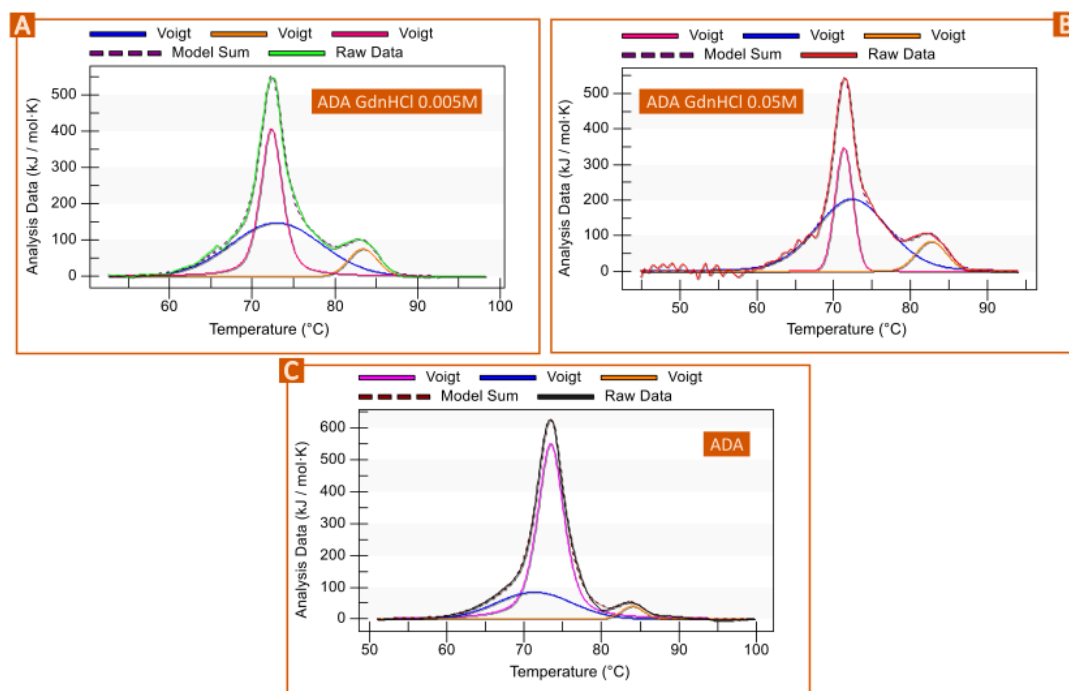 A
Voigt Voigt Voigt
Model Sum Raw Data
ADA GdnHCl 0.005M
Analysis Data (kJ / mol·K)
500
400
300
200
100
0
60 70 80 90 100
Temperature (°C)
B
Voigt Voigt Voigt
Model Sum Raw Data
ADA GdnHCl 0.05M
Analysis Data (kJ / mol·K)
500
400
300
200
100
0
50 60 70 80 90
Temperature (°C)
C
Voigt Voigt Voigt
Model Sum Raw Data
ADA
Analysis Data (kJ / mol·K)
600
500
400
300
200
100
0
50 60 70 80 90 100
Temperature (°C)